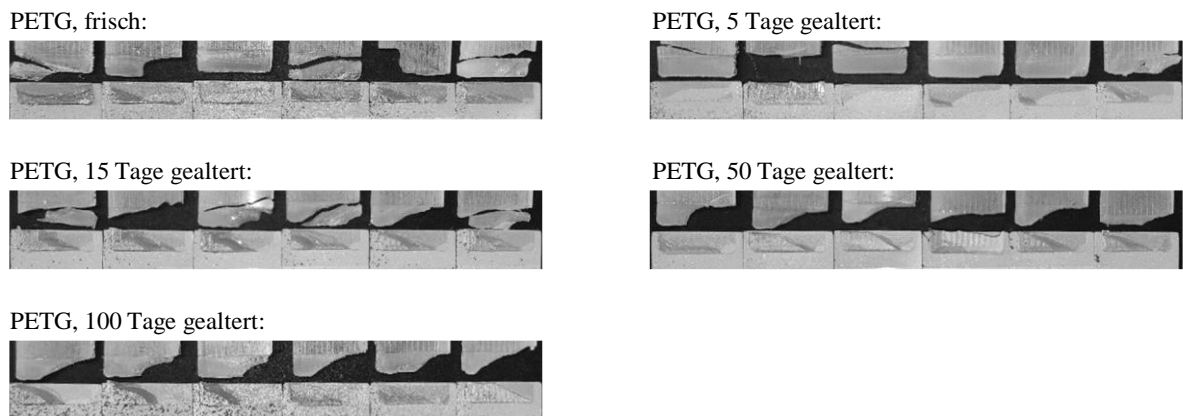 PETG, frisch:
PETG, 5 Tage gealtert:
PETG, 15 Tage gealtert:
PETG, 50 Tage gealtert:
PETG, 100 Tage gealtert: